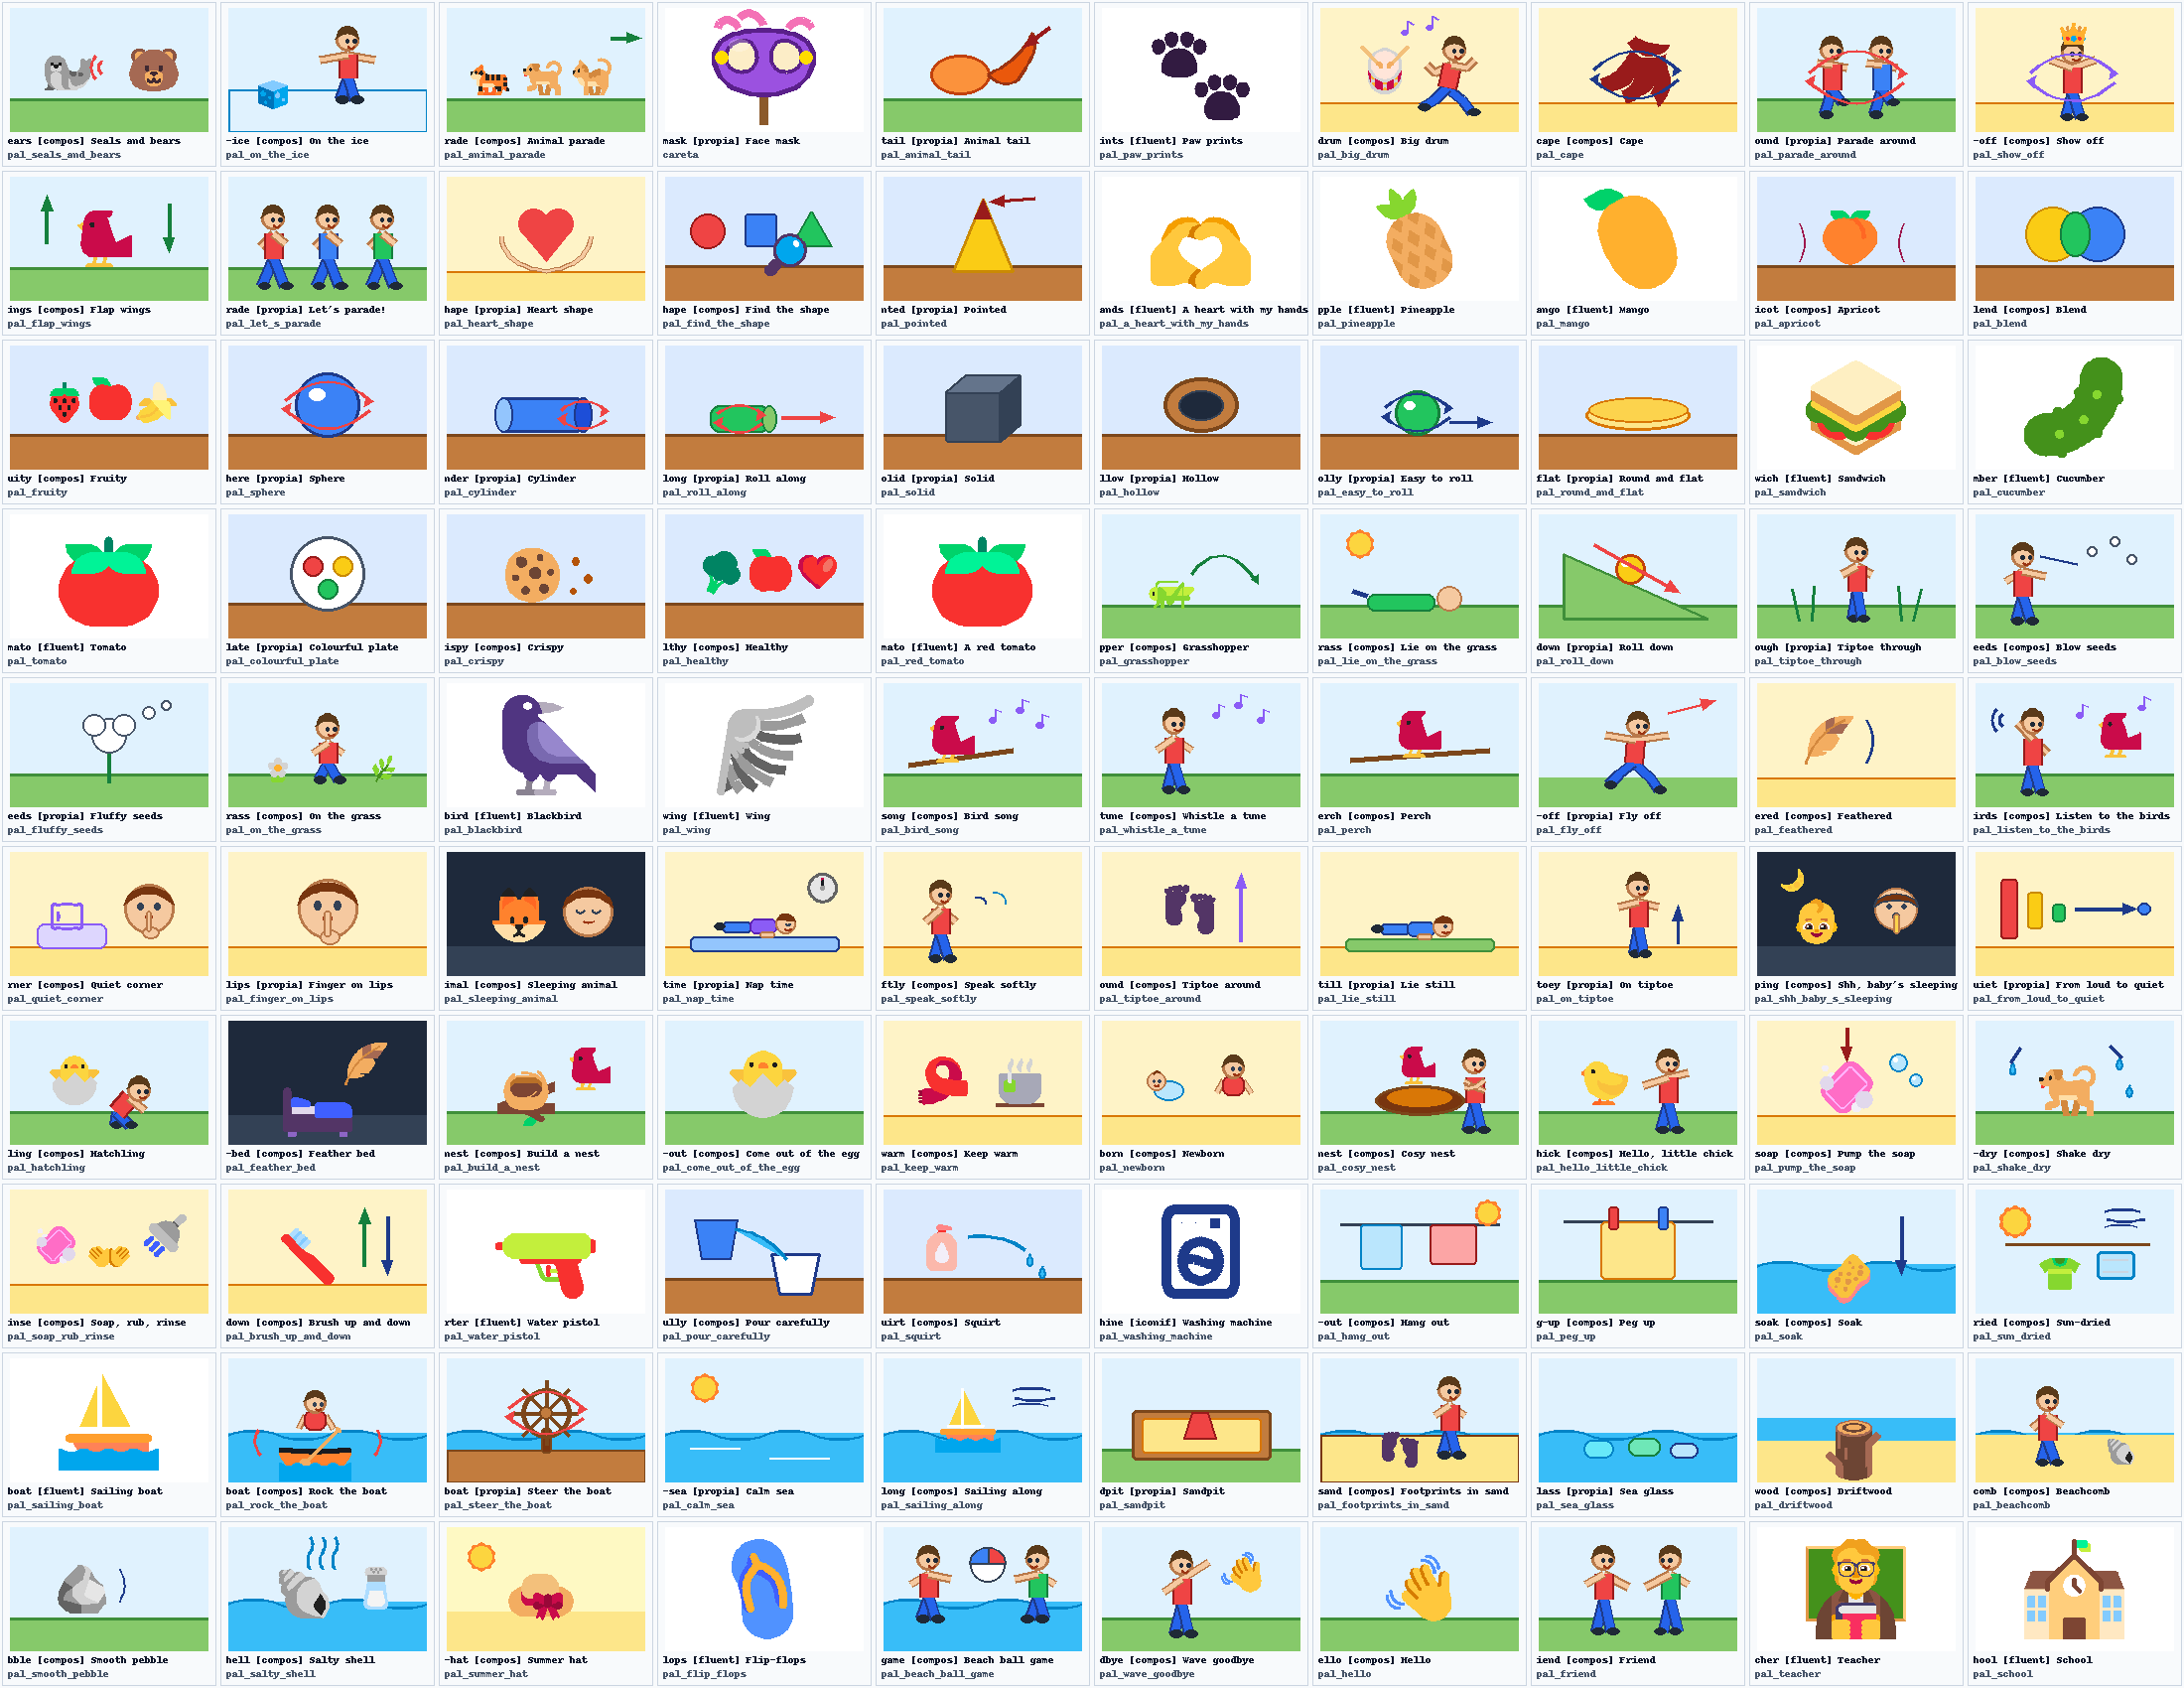 ears [compos] Seals and bears
pal_seals_and_bears
-ice [compos] On the ice
pal_on_the_ice
rade [compos] Animal parade
pal_animal_parade
mask [propia] Face mask
careta
tail [propia] Animal tail
pal_animal_tail
ints [fluent] Paw prints
pal_paw_prints
drum [compos] Big drum
pal_big_drum
cape [compos] Cape
pal_cape
ound [propia] Parade around
pal_parade_around
-off [compos] Show off
pal_show_off
ings [compos] Flap wings
pal_flap_wings
rade [propia] Let's parade!
pal_let_s_parade
hape [propia] Heart shape
pal_heart_shape
hape [compos] Find the shape
pal_find_the_shape
nted [propia] Pointed
pal_pointed
ands [fluent] A heart with my hands
pal_a_heart_with_my_hands
pple [fluent] Pineapple
pal_pineapple
ango [fluent] Mango
pal_mango
icot [compos] Apricot
pal_apricot
lend [compos] Blend
pal_blend
uity [compos] Fruity
pal_fruity
here [propia] Sphere
pal_sphere
nder [propia] Cylinder
pal_cylinder
long [propia] Roll along
pal_roll_along
olid [propia] Solid
pal_solid
llow [propia] Hollow
pal_hollow
olly [propia] Easy to roll
pal_easy_to_roll
flat [propia] Round and flat
pal_round_and_flat
wich [fluent] Sandwich
pal_sandwich
mber [fluent] Cucumber
pal_cucumber
mato [fluent] Tomato
pal_tomato
late [propia] Colourful plate
pal_colourful_plate
ispy [compos] Crispy
pal_crispy
lthy [compos] Healthy
pal_healthy
mato [fluent] A red tomato
pal_red_tomato
pper [compos] Grasshopper
pal_grasshopper
rass [compos] Lie on the grass
pal_lie_on_the_grass
down [propia] Roll down
pal_roll_down
ough [propia] Tiptoe through
pal_tiptoe_through
eeds [compos] Blow seeds
pal_blow_seeds
eeds [propia] Fluffy seeds
pal_fluffy_seeds
rass [compos] On the grass
pal_on_the_grass
bird [fluent] Blackbird
pal_blackbird
wing [fluent] Wing
pal_wing
song [compos] Bird song
pal_bird_song
tune [compos] Whistle a tune
pal_whistle_a_tune
erch [compos] Perch
pal_perch
-off [propia] Fly off
pal_fly_off
ered [compos] Feathered
pal_feathered
irds [compos] Listen to the birds
pal_listen_to_the_birds
rner [compos] Quiet corner
pal_quiet_corner
lips [propia] Finger on lips
pal_finger_on_lips
imal [compos] Sleeping animal
pal_sleeping_animal
time [propia] Nap time
pal_nap_time
ftly [compos] Speak softly
pal_speak_softly
ound [compos] Tiptoe around
pal_tiptoe_around
till [propia] Lie still
pal_lie_still
toey [propia] On tiptoe
pal_on_tiptoe
ping [compos] Shh, baby's sleeping
pal_shh_baby_s_sleeping
uiet [propia] From loud to quiet
pal_from_loud_to_quiet
ling [compos] Hatchling
pal_hatchling
-bed [compos] Feather bed
pal_feather_bed
nest [compos] Build a nest
pal_build_a_nest
-out [compos] Come out of the egg
pal_come_out_of_the_egg
warm [compos] Keep warm
pal_keep_warm
born [compos] Newborn
pal_newborn
nest [compos] Cosy nest
pal_cosy_nest
hick [compos] Hello, little chick
pal_hello_little_chick
soap [compos] Pump the soap
pal_pump_the_soap
-dry [compos] Shake dry
pal_shake_dry
inse [compos] Soap, rub, rinse
pal_soap_rub_rinse
down [compos] Brush up and down
pal_brush_up_and_down
rter [fluent] Water pistol
pal_water_pistol
ully [compos] Pour carefully
pal_pour_carefully
uirt [compos] Squirt
pal_squirt
hine [iconif] Washing machine
pal_washing_machine
-out [compos] Hang out
pal_hang_out
g-up [compos] Peg up
pal_peg_up
soak [compos] Soak
pal_soak
ried [compos] Sun-dried
pal_sun_dried
boat [fluent] Sailing boat
pal_sailing_boat
boat [compos] Rock the boat
pal_rock_the_boat
boat [propia] Steer the boat
pal_steer_the_boat
-sea [propia] Calm sea
pal_calm_sea
long [compos] Sailing along
pal_sailing_along
dpit [propia] Sandpit
pal_sandpit
sand [compos] Footprints in sand
pal_footprints_in_sand
lass [propia] Sea glass
pal_sea_glass
wood [compos] Driftwood
pal_driftwood
comb [compos] Beachcomb
pal_beachcomb
bble [compos] Smooth pebble
pal_smooth_pebble
hell [compos] Salty shell
pal_salty_shell
-hat [compos] Summer hat
pal_summer_hat
lops [fluent] Flip-flops
pal_flip_flops
game [compos] Beach ball game
pal_beach_ball_game
dbye [compos] Wave goodbye
pal_wave_goodbye
ello [compos] Hello
pal_hello
iend [compos] Friend
pal_friend
cher [fluent] Teacher
pal_teacher
hool [fluent] School
pal_school